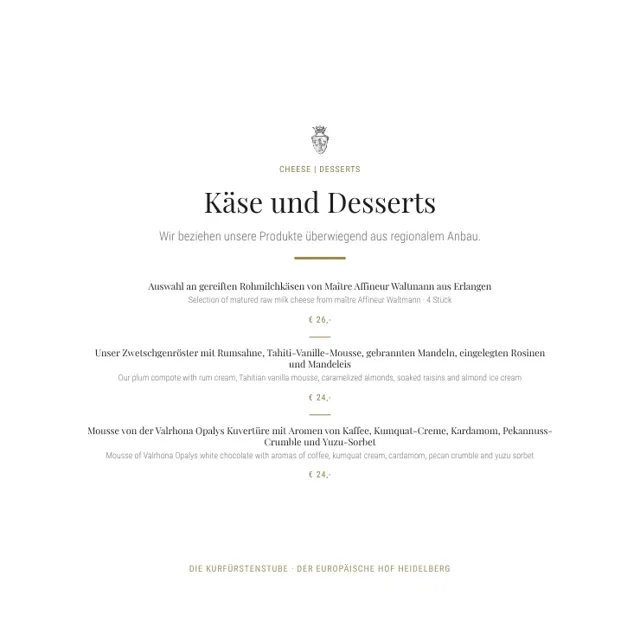 CHEESE | DESSERTS
Käse und Desserts
Wir beziehen unsere Produkte überwiegend aus regionalem Anbau.
Auswahl an gereiften Rohmilchkäsen von Maître Affineur Waltmann aus Erlangen
Selection of matured raw milk cheese from maître Affineur Waltmann · 4 Stück
€ 26,-
Unser Zwetschgenröster mit Rumsahne, Tahiti-Vanille-Mousse, gebrannten Mandeln, eingelegten Rosinen
und Mandeleis
Our plum compote with rum cream, Tahitian vanilla mousse, caramelized almonds, soaked raisins and almond ice cream
€ 24,-
Mousse von der Valrhona Opalys Kuvertüre mit Aromen von Kaffee, Kumquat-Creme, Kardamom, Pekannuss-
Crumble und Yuzu-Sorbet
Mousse of Valrhona Opalys white chocolate with aromas of coffee, kumquat cream, cardamom, pecan crumble and yuzu sorbet
€ 24,-
DIE KURFÜRSTENSTUBE · DER EUROPÄISCHE HOF HEIDELBERG